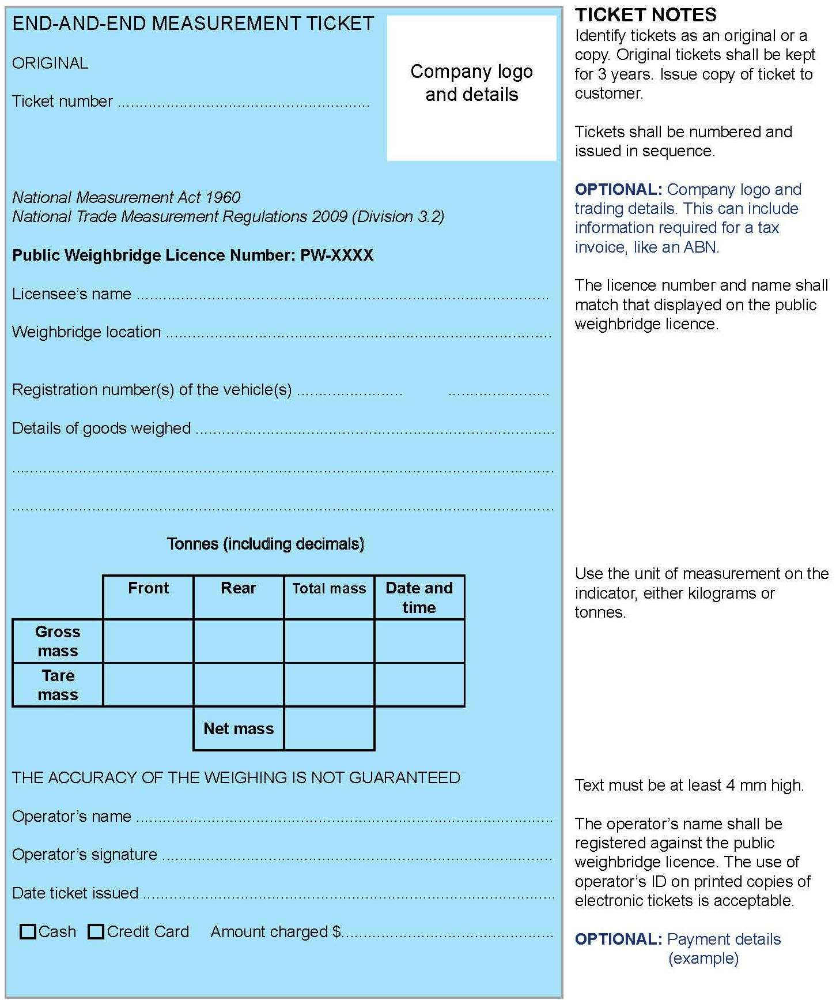 END-AND-END MEASUREMENT TICKET
ORIGINAL
Ticket number ........................................................
Company logo
and details
National Measurement Act 1960
National Trade Measurement Regulations 2009 (Division 3.2)
Public Weighbridge Licence Number: PW-XXXX
Licensee’s name ............................................................................................
Weighbridge location ......................................................................................
Registration number(s) of the vehicle(s) ........................ .......................
Details of goods weighed ................................................................................
.........................................................................................................................
.........................................................................................................................
Tonnes (including decimals)
Front Rear Total mass Date and
time
Gross
mass
Tare
mass
Net mass
THE ACCURACY OF THE WEIGHING IS NOT GUARANTEED
Operator’s name .............................................................................................
Operator’s signature .......................................................................................
Date ticket issued ............................................................................................
Cash Credit Card Amount charged $...............................................
TICKET NOTES
Identify tickets as an original or a
copy. Original tickets shall be kept
for 3 years. Issue copy of ticket to
customer.
Tickets shall be numbered and
issued in sequence.
OPTIONAL: Company logo and
trading details. This can include
information required for a tax
invoice, like an ABN.
The licence number and name shall
match that displayed on the public
weighbridge licence.
Use the unit of measurement on the
indicator, either kilograms or
tonnes.
Text must be at least 4 mm high.
The operator’s name shall be
registered against the public
weighbridge licence. The use of
operator’s ID on printed copies of
electronic tickets is acceptable.
OPTIONAL: Payment details
(example)